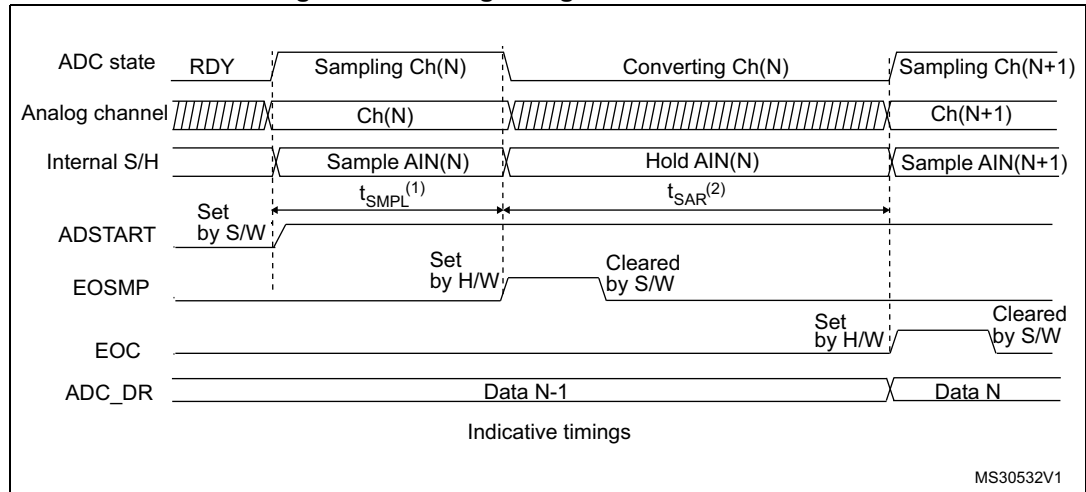 ADC state RDY Sampling Ch(N) Converting Ch(N) Sampling Ch(N+1)
Analog channel Ch(N) Ch(N+1)
Internal S/H Sample AIN(N) Hold AIN(N) Sample AIN(N+1)
tSMPL(1) tSAR(2)
Set
by S/W
ADSTART
Set
by H/W
Cleared
by S/W
EOSMP
Set
by H/W
Cleared
by S/W
EOC
ADC_DR Data N-1 Data N
Indicative timings
MS30532V1